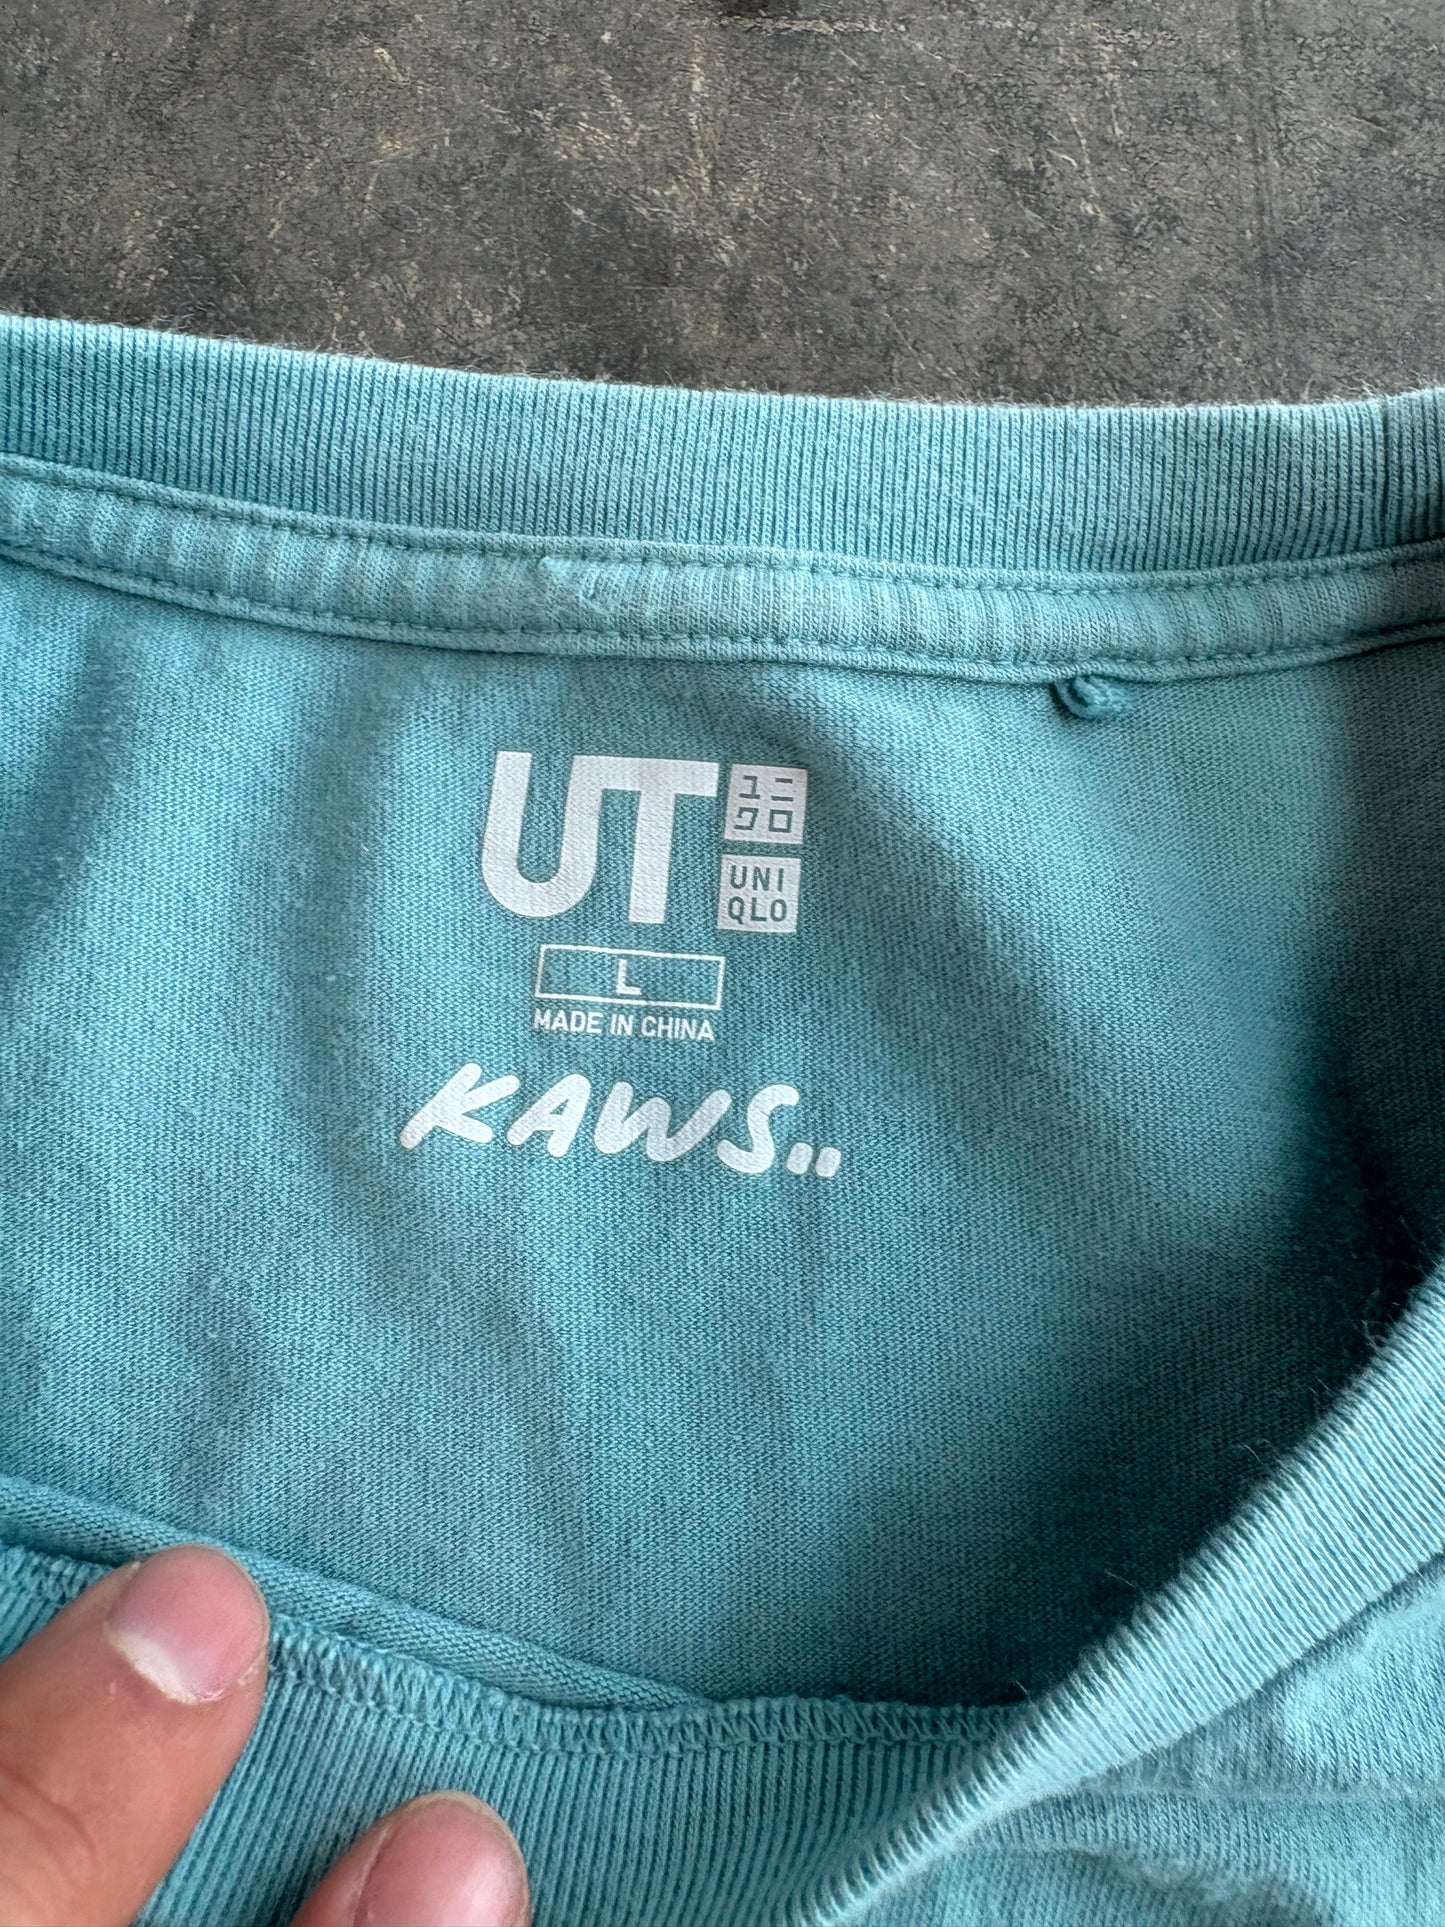 UT
ユニ
クロ
UNI
QLO
L
MADE IN CHINA
KAWS..